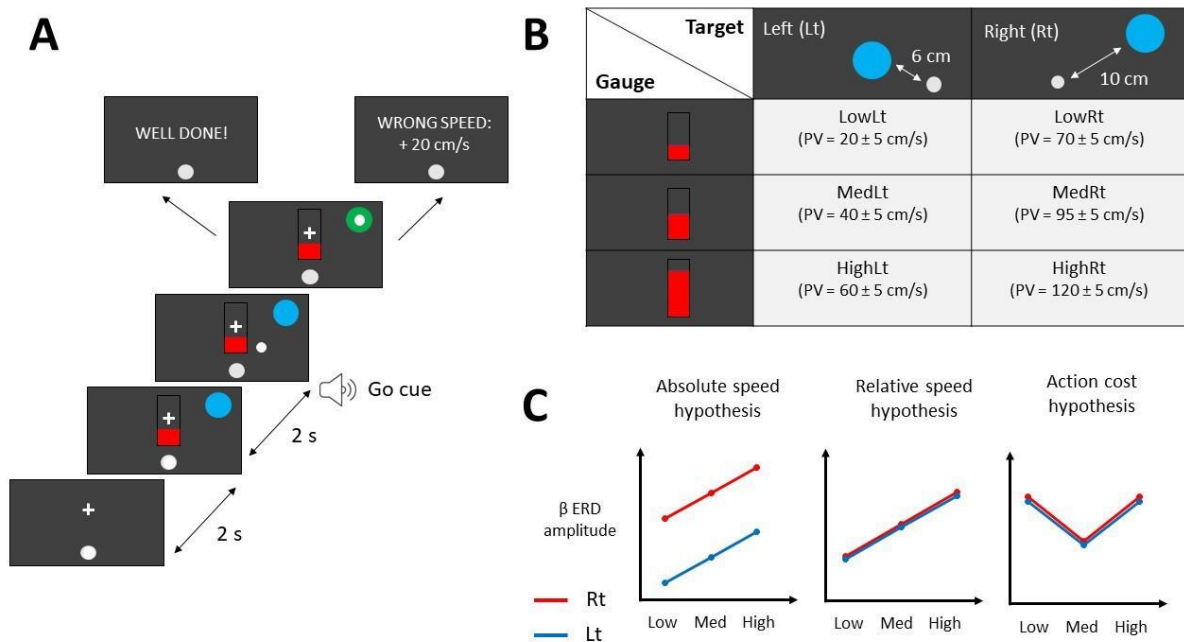 A
WELL DONE!
WRONG SPEED:
+ 20 cm/s
Go cue
2 s
2 s
B
Target
Gauge
Left (Lt)
6 cm
Right (Rt)
10 cm
LowLt
(PV = 20 ± 5 cm/s)
LowRt
(PV = 70 ± 5 cm/s)
MedLt
(PV = 40 ± 5 cm/s)
MedRt
(PV = 95 ± 5 cm/s)
HighLt
(PV = 60 ± 5 cm/s)
HighRt
(PV = 120 ± 5 cm/s)
C
Absolute speed
hypothesis
Relative speed
hypothesis
Action cost
hypothesis
β ERD
amplitude
Rt
Lt
Low Med High
Low Med High
Low Med High